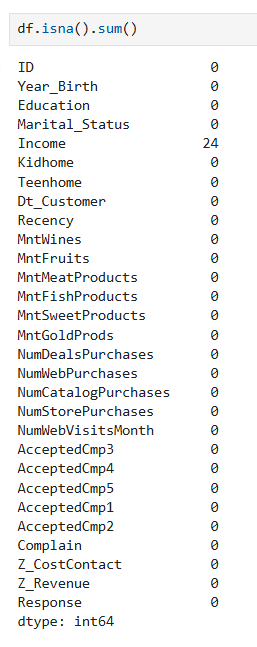 df.isna().sum()
ID 0
Year_Birth 0
Education 0
Marital_Status 0
Income 24
Kidhome 0
Teenhome 0
Dt_Customer 0
Recency 0
MntWines 0
MntFruits 0
MntMeatProducts 0
MntFishProducts 0
MntSweetProducts 0
MntGoldProds 0
NumDealsPurchases 0
NumWebPurchases 0
NumCatalogPurchases 0
NumStorePurchases 0
NumWebVisitsMonth 0
AcceptedCmp3 0
AcceptedCmp4 0
AcceptedCmp5 0
AcceptedCmp1 0
AcceptedCmp2 0
Complain 0
Z_CostContact 0
Z_Revenue 0
Response 0
dtype: int64